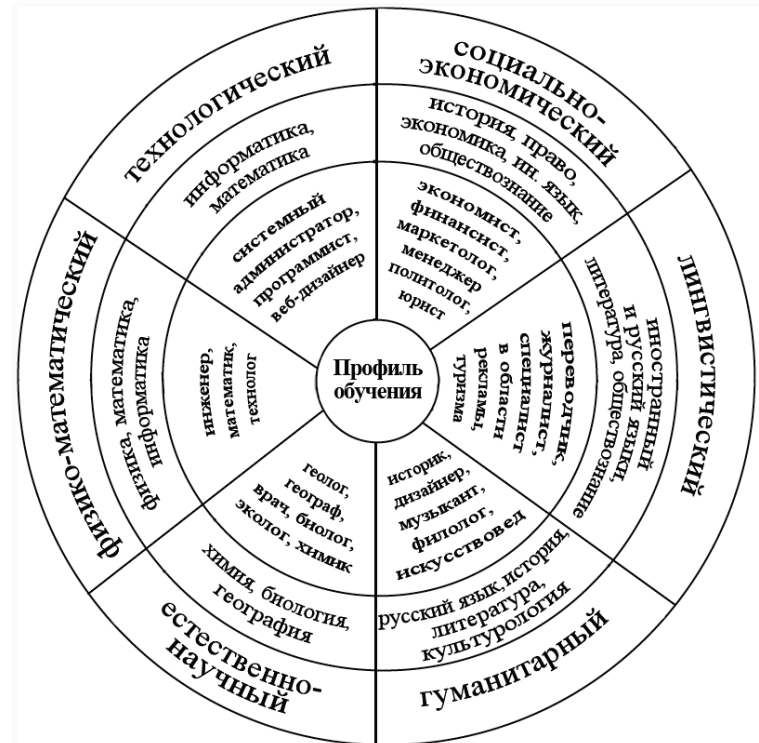 Профиль
обучения
социально-
экономический
история, право,
экономика, ин. язык,
обществознание
экономист,
финансист,
маркетолог,
менеджер
политолог,
юрист
лингвистический
иностранный
и русский языки,
литература, обществознание
переводчик,
журналист,
специалист
в области
рекламы,
туризма
гуманитарный
русский язык, история,
литература,
культурология
историк,
дизайнер,
музыкант,
филолог,
искусствовед
естественно-
научный
химия, биология,
география
геолог,
географ,
врач, биолог,
эколог, химик
физико-математический
физика, математика,
информатика
инженер,
математик,
технолог
технологический
информатика,
математика
системный
администратор,
программист,
веб-дизайнер